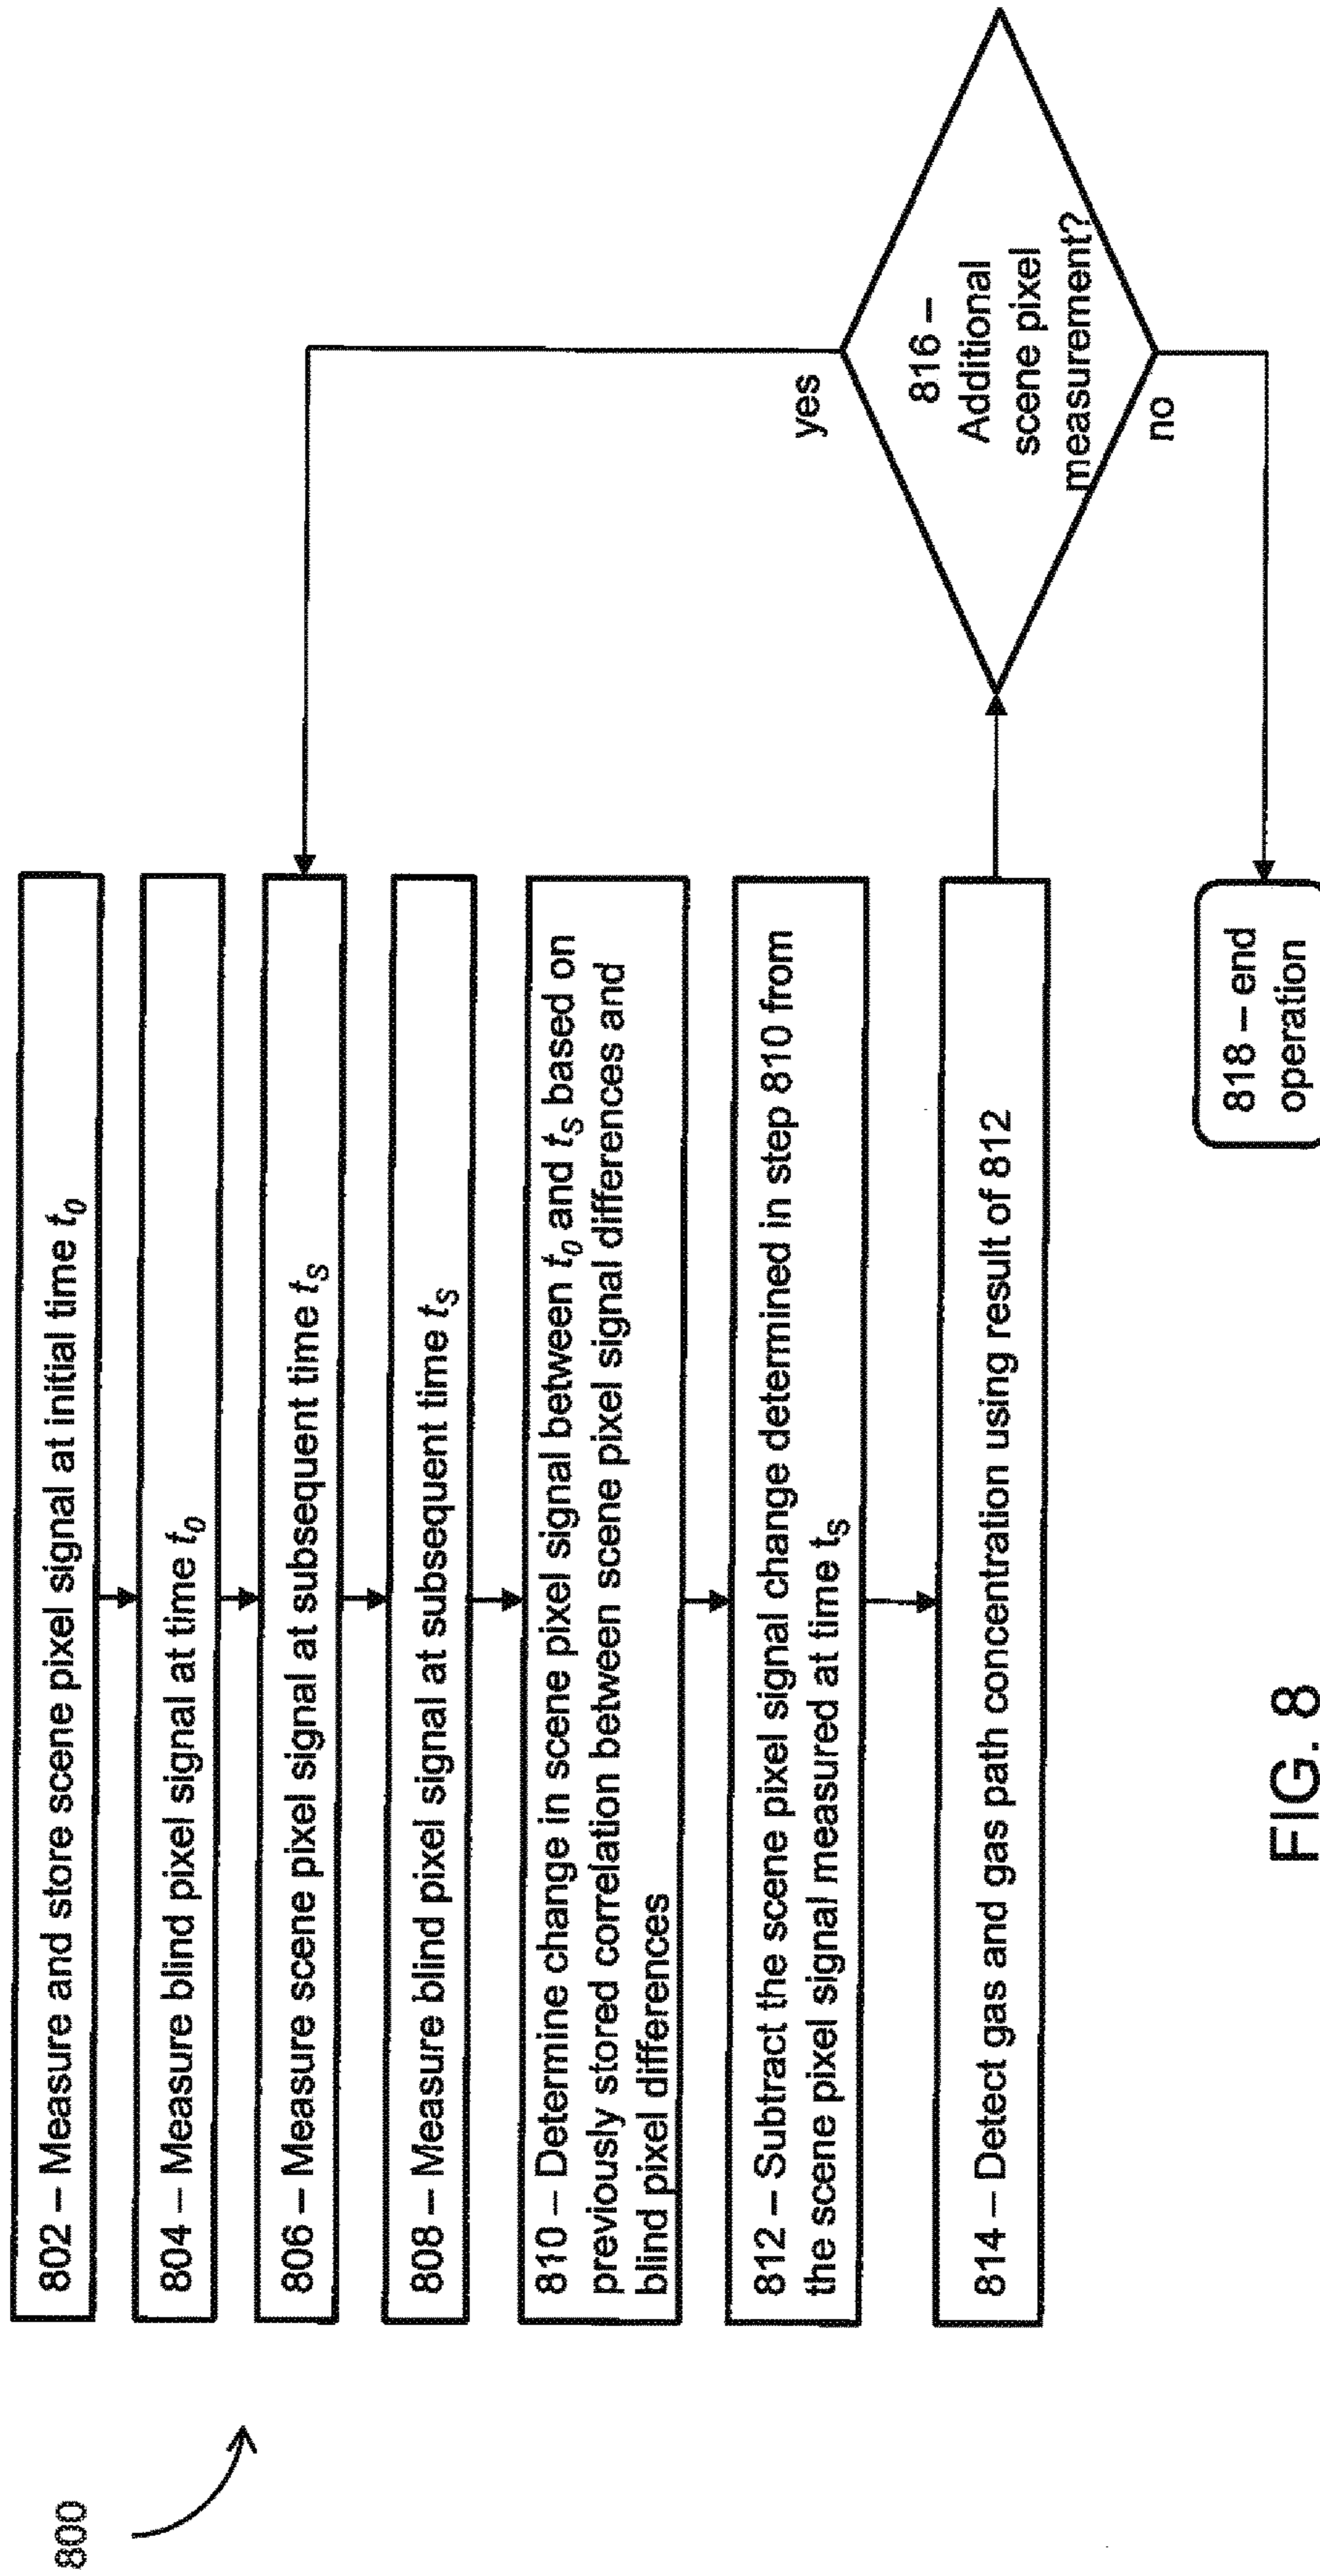 800
802 – Measure and store scene pixel signal at initial time t0
804 – Measure blind pixel signal at time t0
806 – Measure scene pixel signal at subsequent time tS
808 – Measure blind pixel signal at subsequent time tS
810 – Determine change in scene pixel signal between t0 and tS based on
previously stored correlation between scene pixel signal differences and
blind pixel differences
812 – Subtract the scene pixel signal change determined in step 810 from
the scene pixel signal measured at time tS
814 – Detect gas and gas path concentration using result of 812
yes
816 –
Additional
scene pixel
measurement?
no
818 – end
operation
FIG. 8